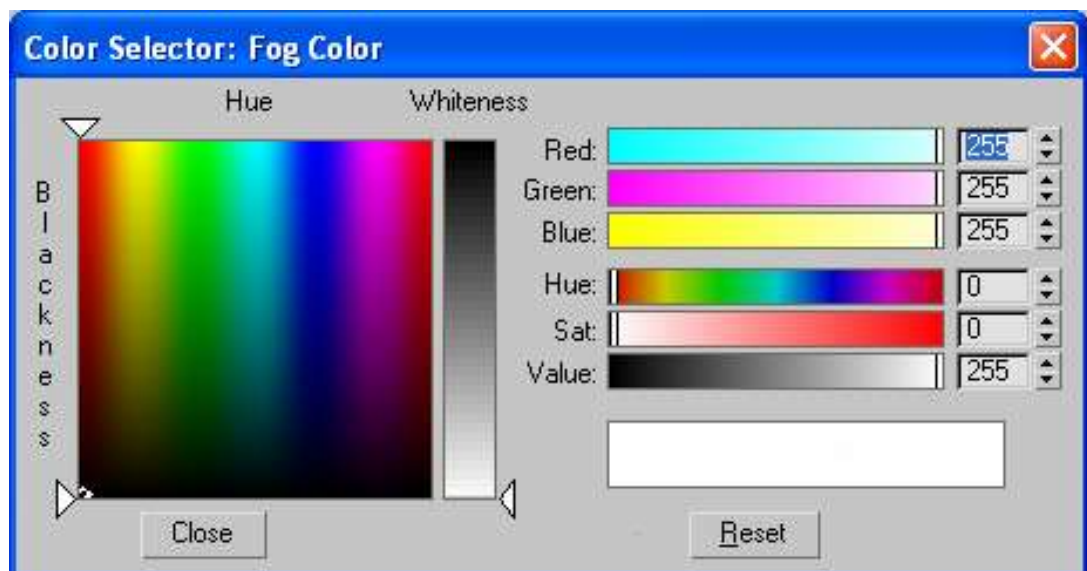 Color Selector: Fog Color
Hue
Whiteness
Blackness
Red: 255
Green: 255
Blue: 255
Hue: 0
Sat: 0
Value: 255
Close
Reset